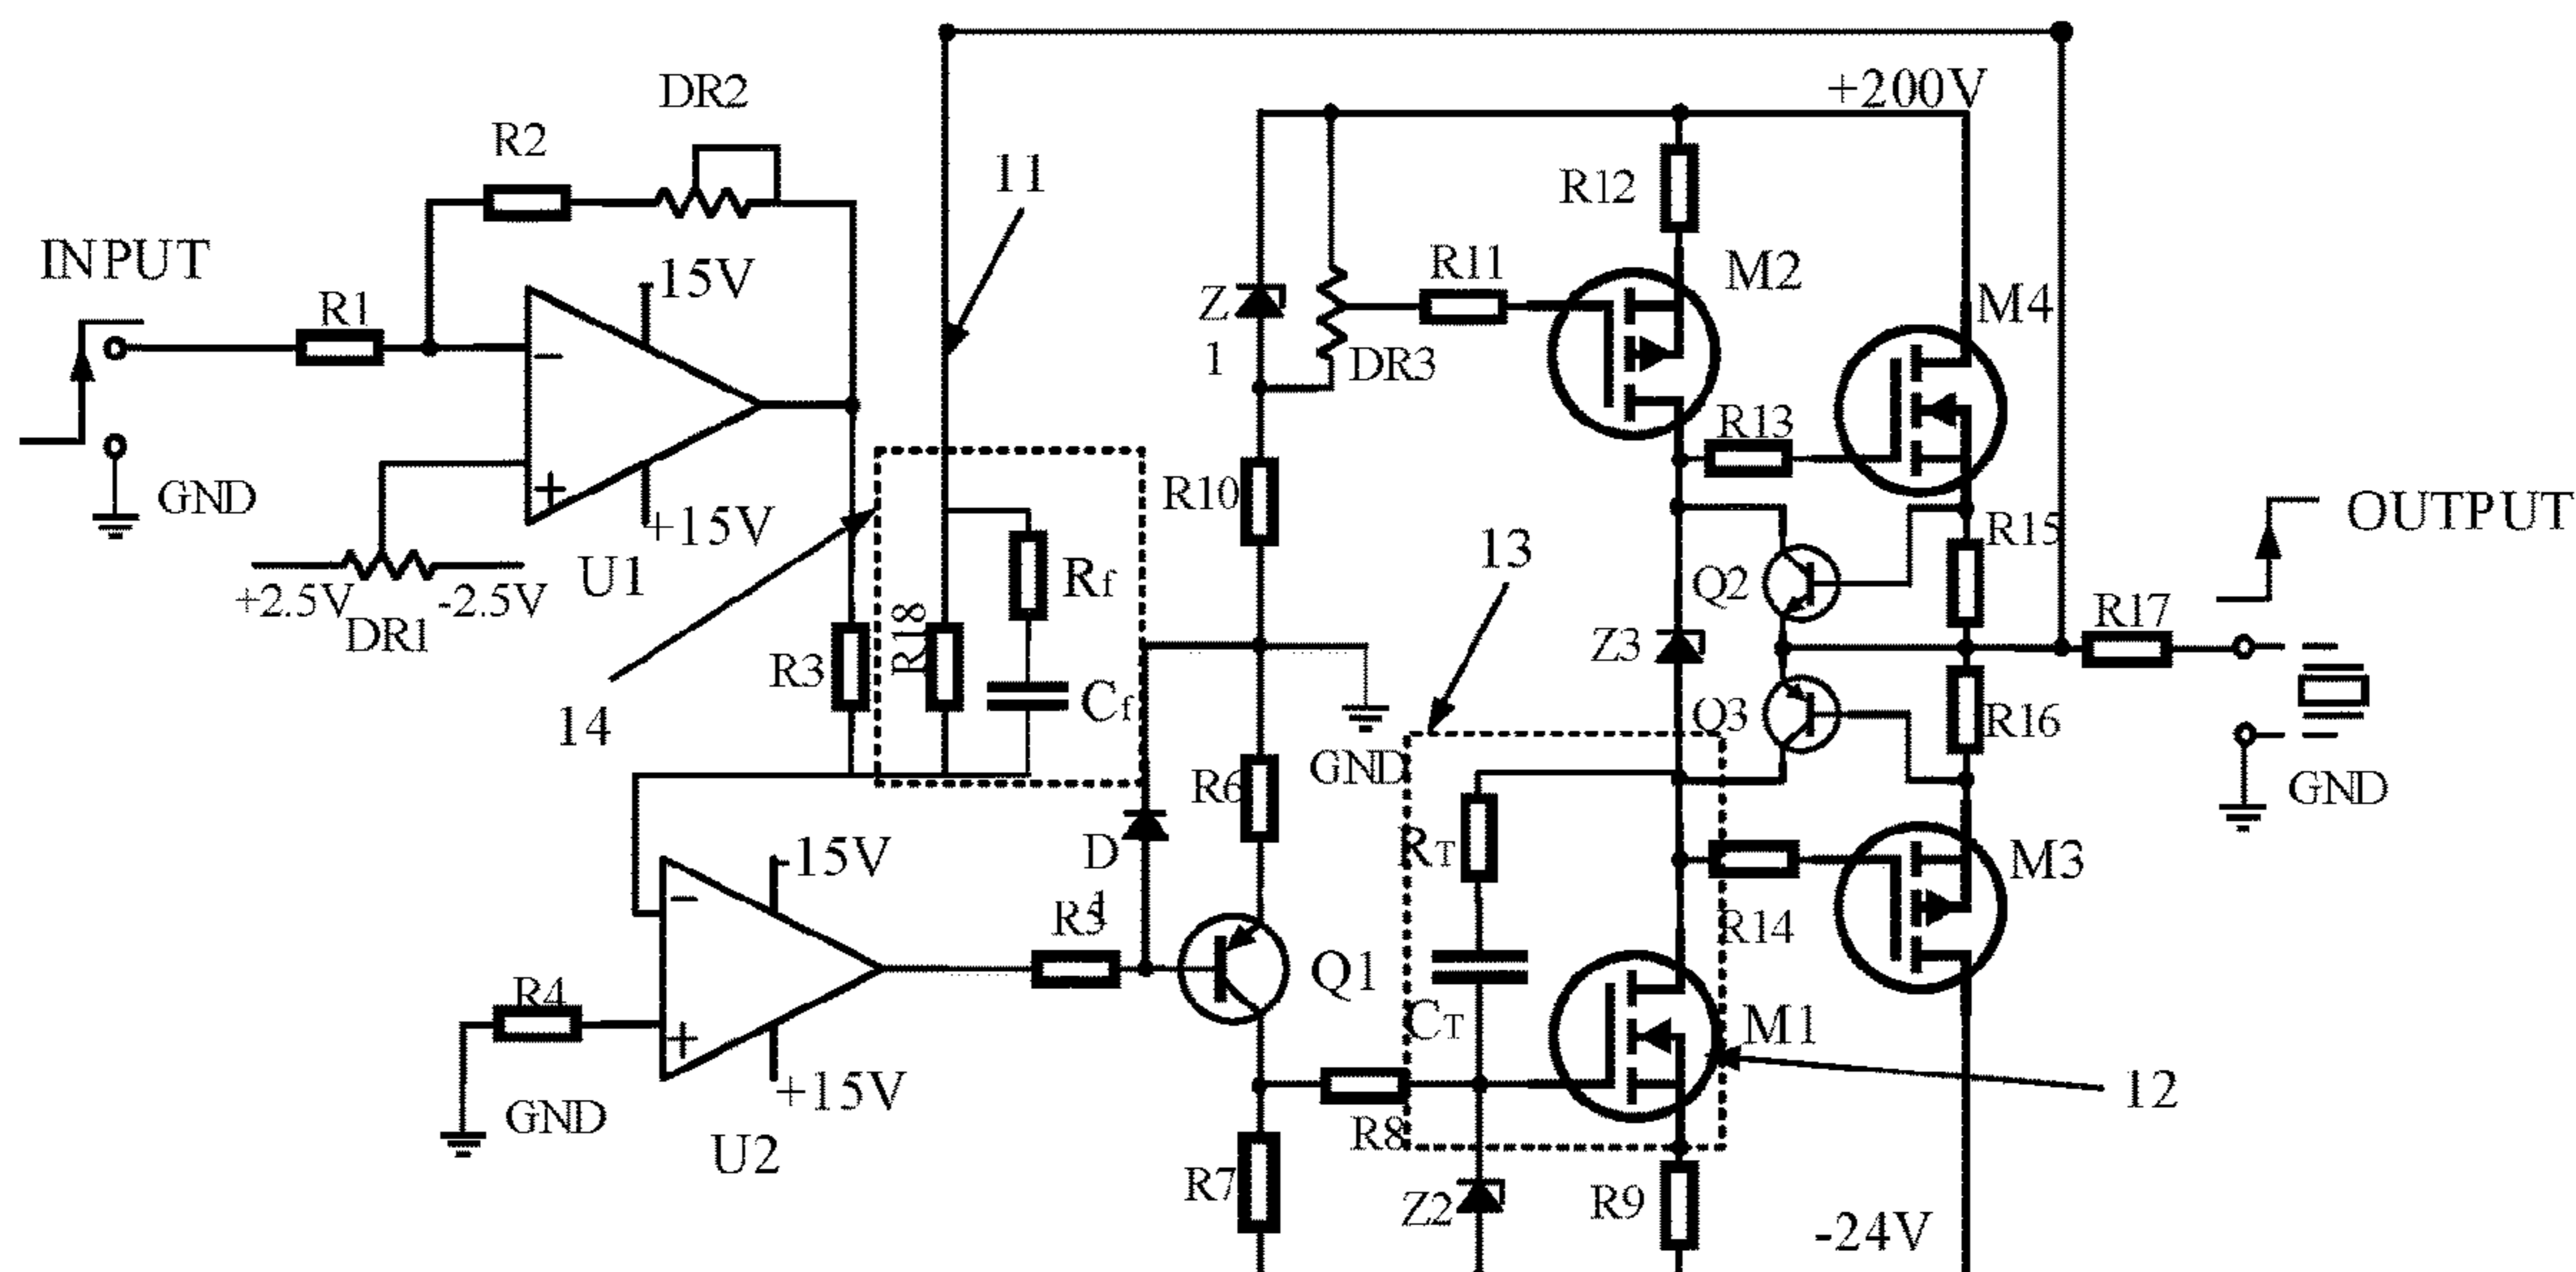 +200V
DR2
R2
11
R12
INPUT
R1
15V
Z
1
R11
M2
M4
DR3
R13
R10
GND
+15V
U1
+2.5V
-2.5V
DR1
13
Rf
R18
R3
Cf
14
Q2
R15
OUTPUT
Z3
R17
Q3
R16
GND
GND
R6
D
1
RT
-15V
R5
M3
R14
Q1
CT
M1
R4
12
+15V
GND
U2
R8
R7
Z2
R9
-24V